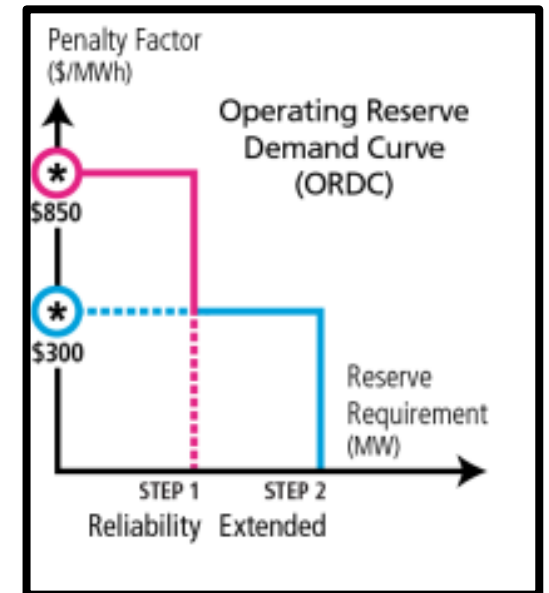 Penalty Factor
($/MWh)
Operating Reserve
Demand Curve
(ORDC)
*
$850
*
$300
Reserve
Requirement
(MW)
STEP 1 STEP 2
Reliability Extended